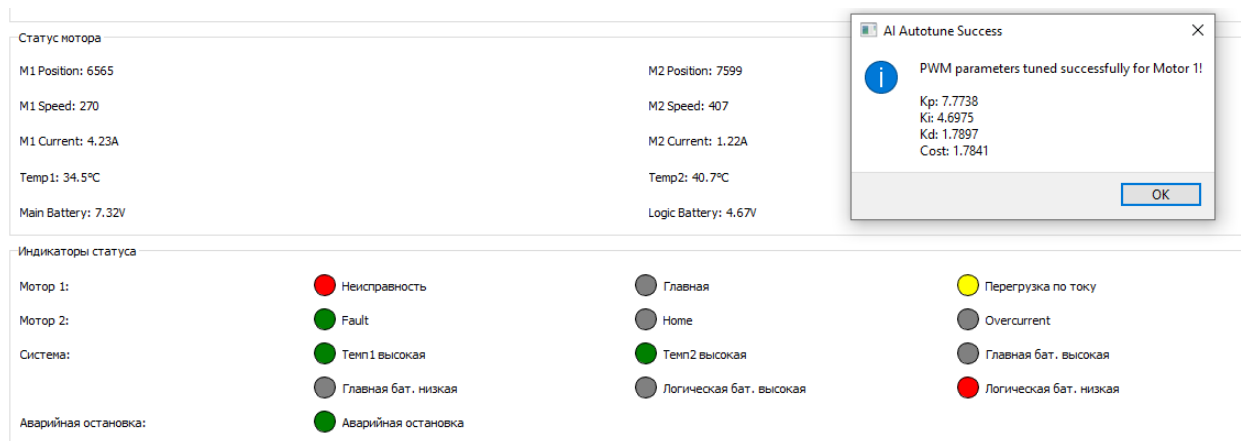 Статус мотора
M1 Position: 6565
M2 Position: 7599
M1 Speed: 270
M2 Speed: 407
M1 Current: 4.23A
M2 Current: 1.22A
Temp1: 34.5ºC
Temp2: 40.7ºC
Main Battery: 7.32V
Logic Battery: 4.67V
AI Autotune Success
PWM parameters tuned successfully for Motor 1!
Kp: 7.7738
Ki: 4.6975
Kd: 1.7897
Cost: 1.7841
OK
Индикаторы статуса
Мотор 1:
Неисправность
Главная
Перегрузка по току
Мотор 2:
Fault
Home
Overcurrent
Система:
Темп1 высокая
Темп2 высокая
Главная бат. высокая
Главная бат. низкая
Логическая бат. высокая
Логическая бат. низкая
Аварийная остановка:
Аварийная остановка